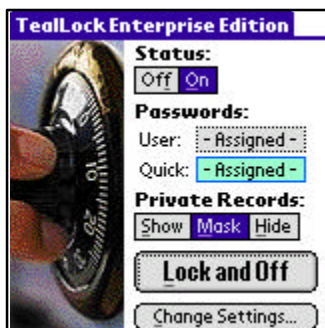 TealLock Enterprise Edition
Status:
Off On
Passwords:
User: - Assigned -
Quick: - Assigned -
Private Records:
Show Mask Hide
Lock and Off
Change Settings...